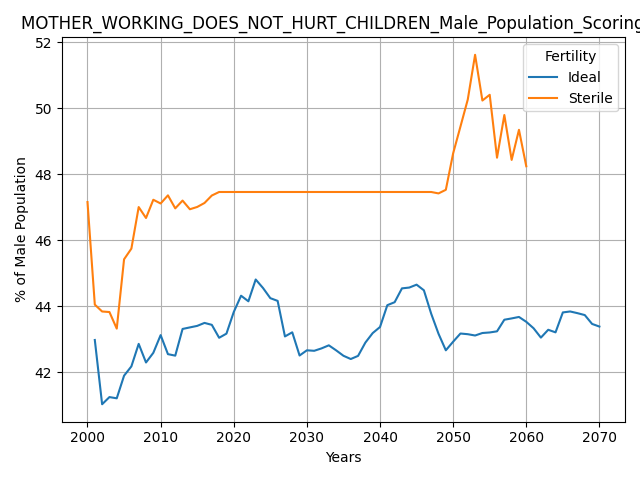 MOTHER_WORKING_DOES_NOT_HURT_CHILDREN_Male_Population_Scoring
Fertility
Ideal
Sterile
% of Male Population
52
50
48
46
44
42
2000 2010 2020 2030 2040 2050 2060 2070
Years